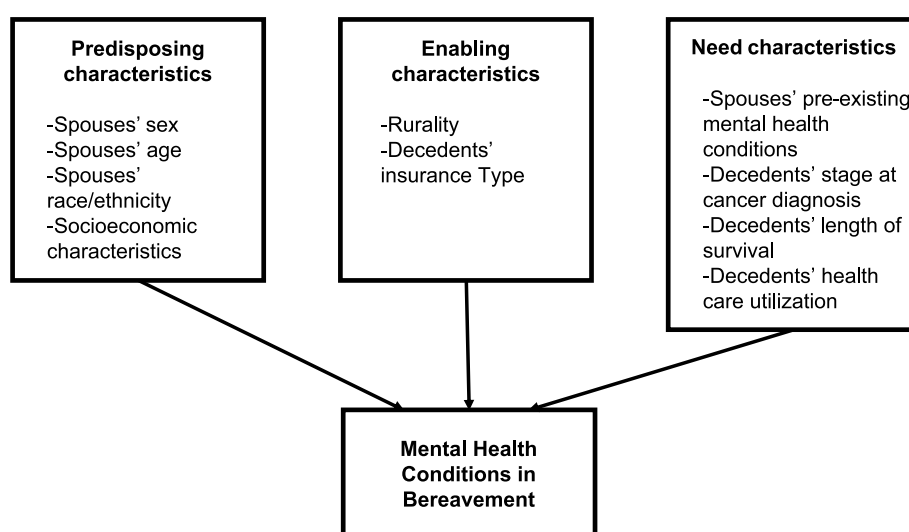 Predisposing
characteristics
-Spouses’ sex
-Spouses’ age
-Spouses’
race/ethnicity
-Socioeconomic
characteristics
Enabling
characteristics
-Rurality
-Decedents’
insurance Type
Need characteristics
-Spouses’ pre-existing
mental health
conditions
-Decedents’ stage at
cancer diagnosis
-Decedents’ length of
survival
-Decedents’ health
care utilization
Mental Health
Conditions in
Bereavement